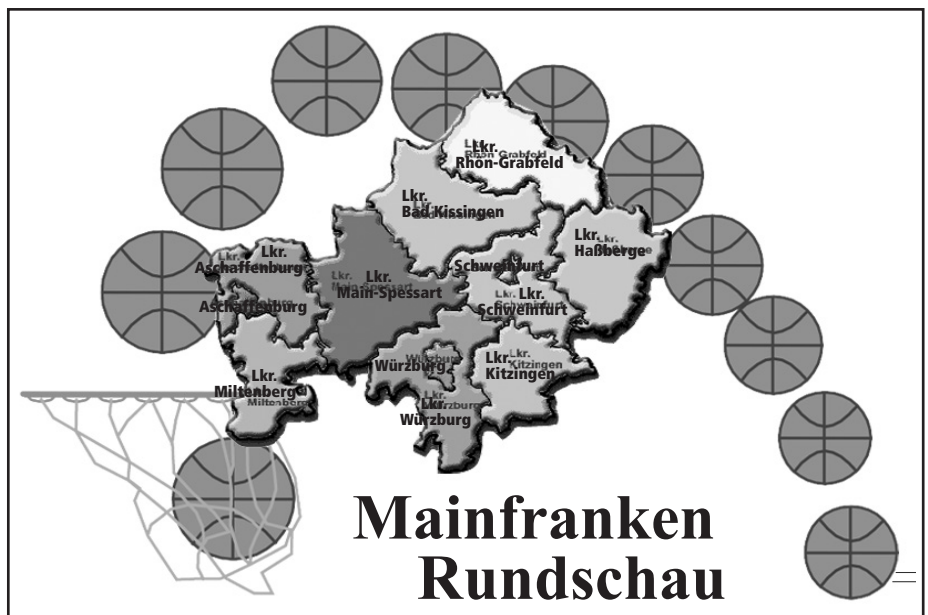 Lkr.
Rhön-Grabfeld
Lkr.
Bad Kissingen
Lkr.
Haßberge
Lkr.
Aschaffenburg
Schweinfurt
Lkr.
Main-Spessart
Lkr.
Schweinfurt
Aschaffenburg
Lkr.
Kitzingen
Würzburg
Lkr.
Miltenberg
Lkr.
Würzburg
Mainfranken
Rundschau